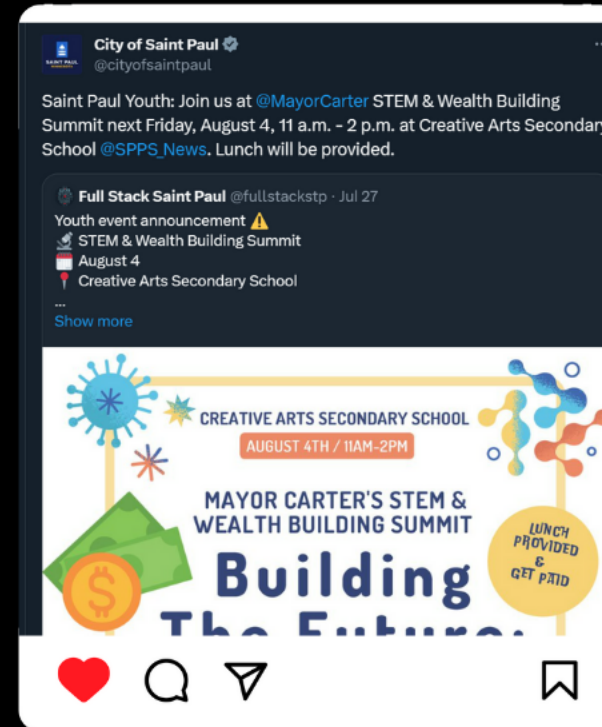 City of Saint Paul
@cityofsaintpaul
Saint Paul Youth: Join us at @MayorCarter STEM & Wealth Building
Summit next Friday, August 4, 11 a.m. - 2 p.m. at Creative Arts Secondary
School @SPPS_News. Lunch will be provided.
Full Stack Saint Paul @fullstackstp · Jul 27
Youth event announcement
STEM & Wealth Building Summit
August 4
Creative Arts Secondary School
...
Show more
CREATIVE ARTS SECONDARY SCHOOL
AUGUST 4TH / 11AM-2PM
MAYOR CARTER'S STEM &
WEALTH BUILDING SUMMIT
LUNCH
PROVIDED
&
GET PAID
Building
The Future: